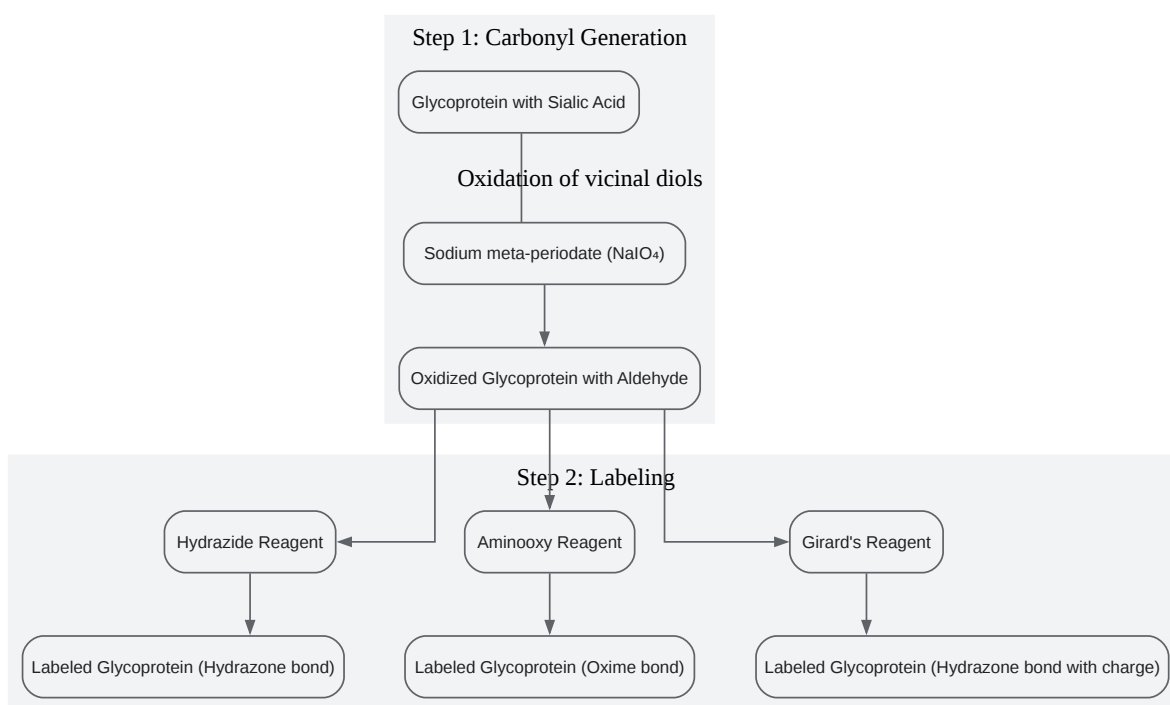 Step 1: Carbonyl Generation
Glycoprotein with Sialic Acid
Oxidation of vicinal diols
Sodium meta-periodate (NaIO₄)
Oxidized Glycoprotein with Aldehyde
Step 2: Labeling
Hydrazide Reagent
Aminooxy Reagent
Girard's Reagent
Labeled Glycoprotein (Hydrazone bond)
Labeled Glycoprotein (Oxime bond)
Labeled Glycoprotein (Hydrazone bond with charge)